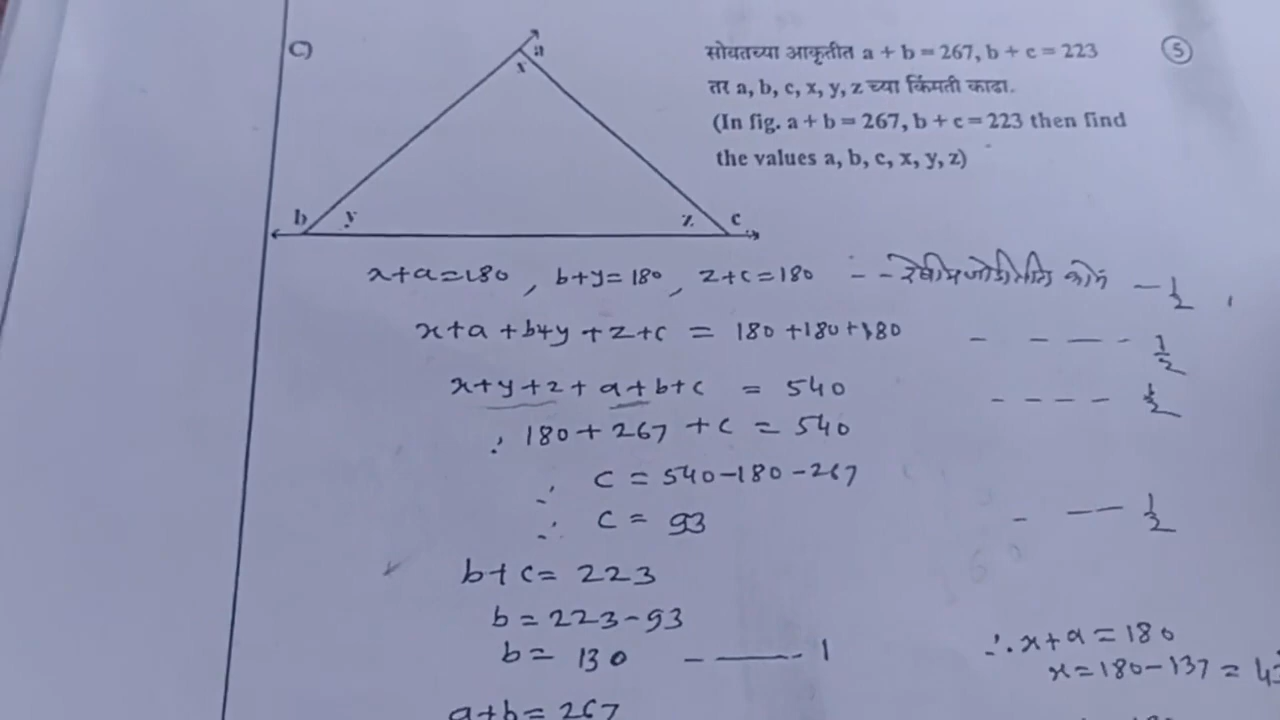 C)
a
x
b
y
z
c
सोबतच्या आकृतीत a + b = 267, b + c = 223
तर a, b, c, x, y, z च्या किंमती काढा.
(In fig. a + b = 267, b + c = 223 then find
the values a, b, c, x, y, z)
5
x+a=180, b+y=180, z+c=180 - - रेषीय जोडीतील कोन — 1/2
x+a+b+y+z+c = 180+180+180 - - - - 1/2
x+y+z+a+b+c = 540 - - - - 1/2
∴ 180+267+c = 540
∴ c = 540-180-267
∴ c = 93 - — — 1/2
b+c= 223
b=223-93
b= 130 - — - 1
a+b=267
∴ x+a=180
x=180-137=43